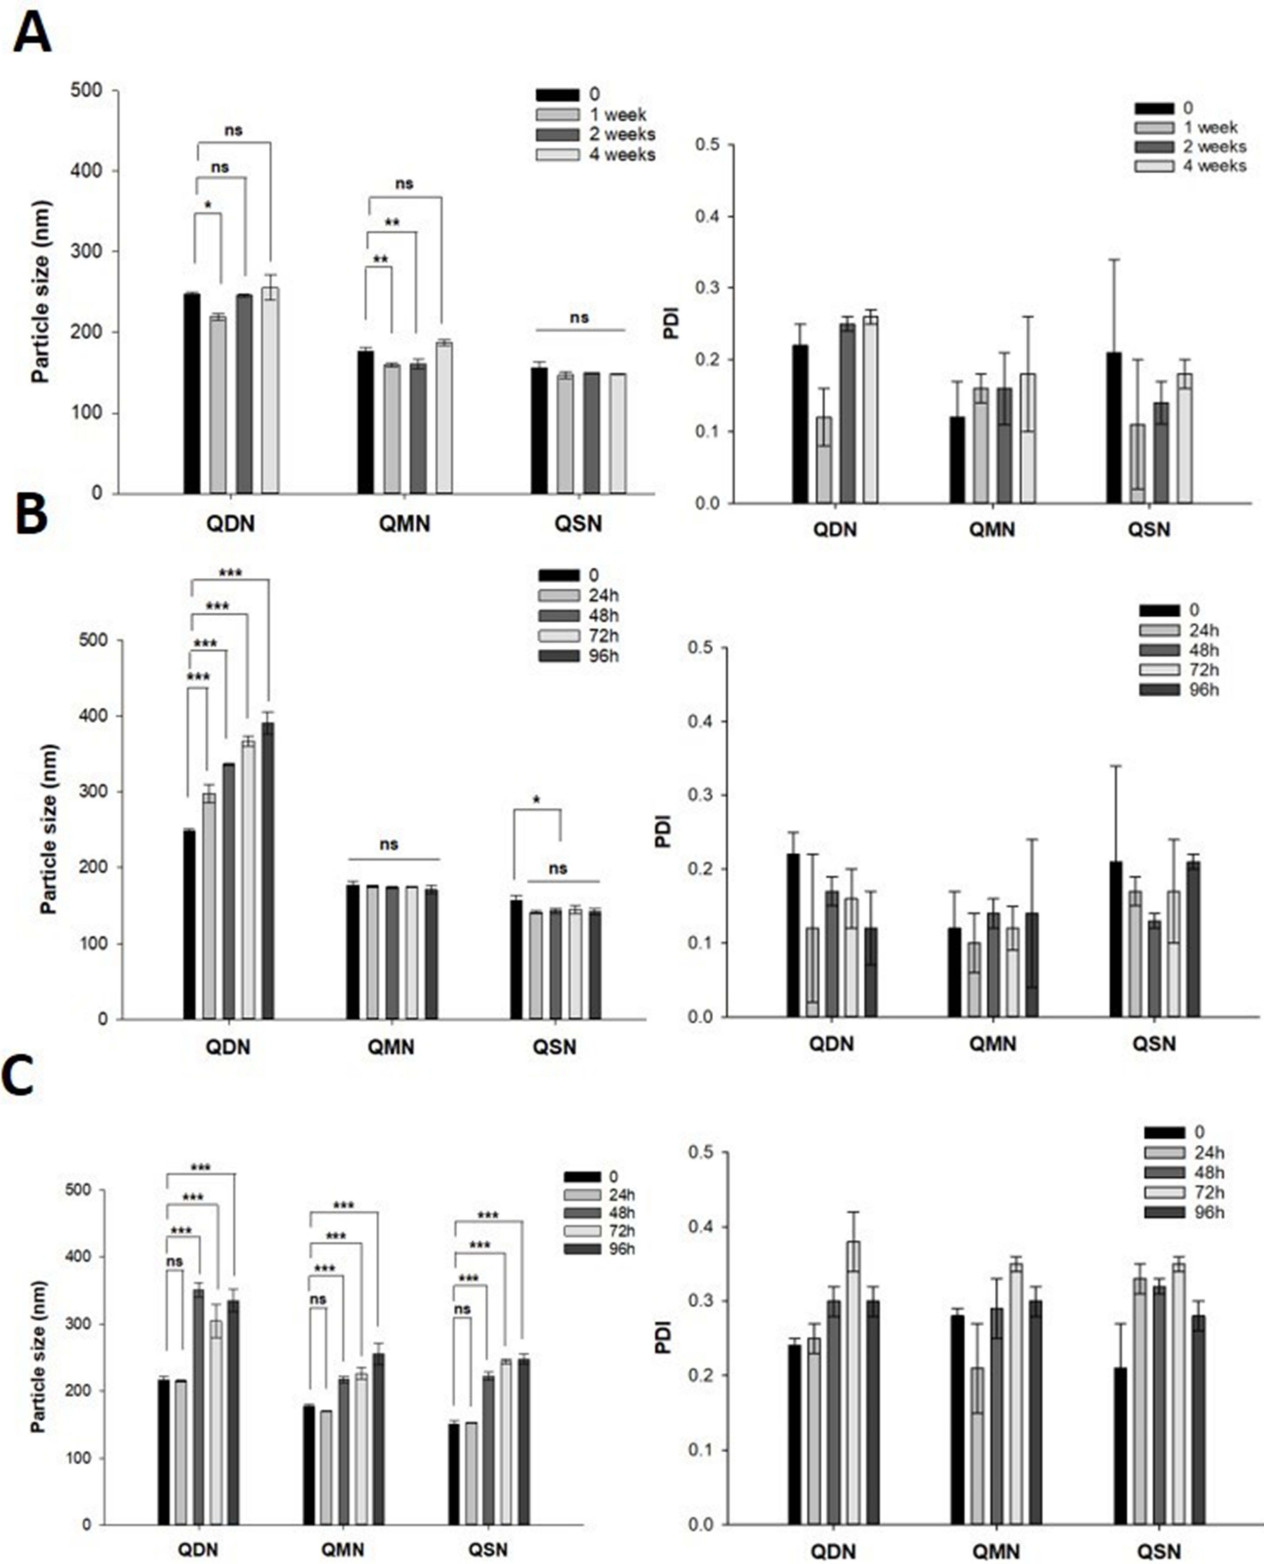 A
Particle size (nm)
500
400
300
200
100
0
0
1 week
2 weeks
4 weeks
ns
ns
*
ns
**
**
ns
QDN QMN QSN
PDI
0.5
0.4
0.3
0.2
0.1
0.0
0
1 week
2 weeks
4 weeks
QDN QMN QSN
B
Particle size (nm)
500
400
300
200
100
0
0
24h
48h
72h
96h
***
***
***
***
ns
*
ns
QDN QMN QSN
PDI
0.5
0.4
0.3
0.2
0.1
0.0
0
24h
48h
72h
96h
QDN QMN QSN
C
Particle size (nm)
500
400
300
200
100
0
0
24h
48h
72h
96h
***
***
***
ns
***
***
***
ns
***
***
***
ns
QDN QMN QSN
PDI
0.5
0.4
0.3
0.2
0.1
0.0
0
24h
48h
72h
96h
QDN QMN QSN